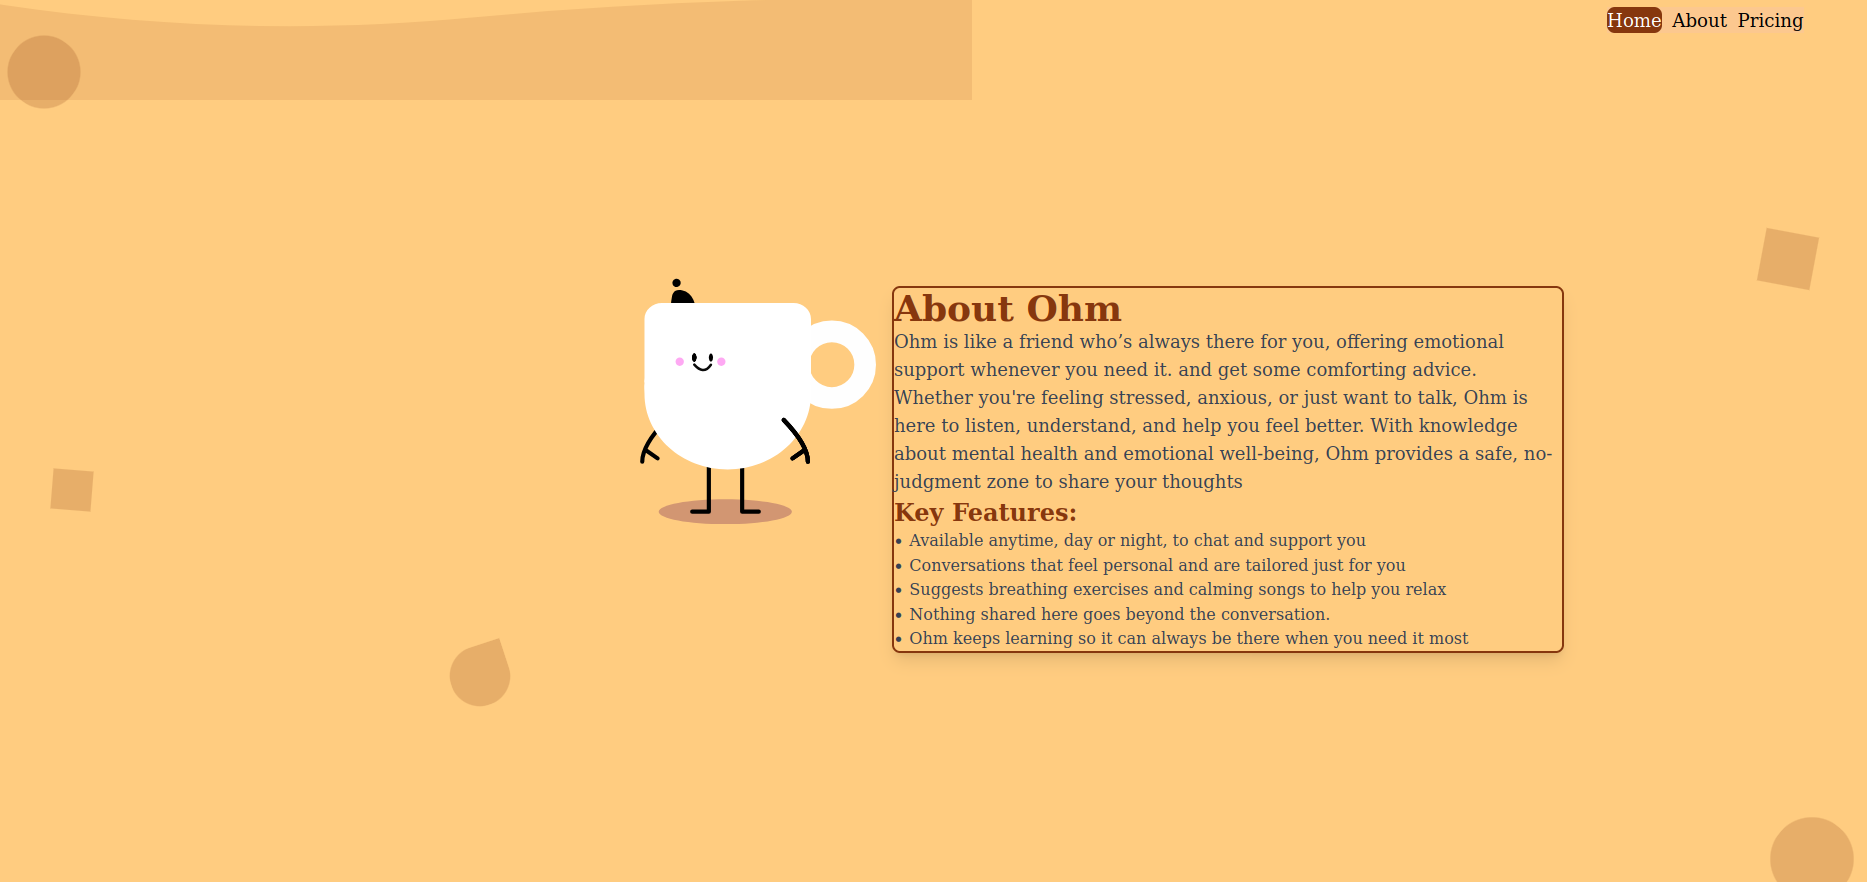 Home About Pricing
About Ohm
Ohm is like a friend who’s always there for you, offering emotional
support whenever you need it. and get some comforting advice.
Whether you're feeling stressed, anxious, or just want to talk, Ohm is
here to listen, understand, and help you feel better. With knowledge
about mental health and emotional well-being, Ohm provides a safe, no-
judgment zone to share your thoughts
Key Features:
• Available anytime, day or night, to chat and support you
• Conversations that feel personal and are tailored just for you
• Suggests breathing exercises and calming songs to help you relax
• Nothing shared here goes beyond the conversation.
• Ohm keeps learning so it can always be there when you need it most